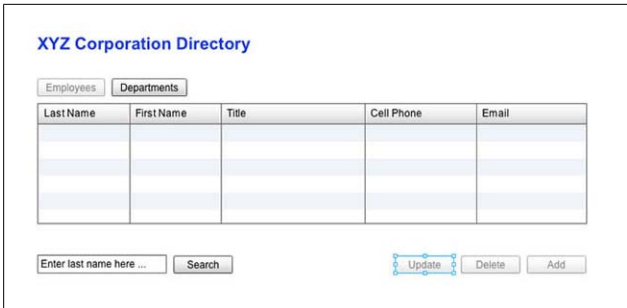 XYZ Corporation Directory
Employees Departments
Last Name First Name Title Cell Phone Email
Enter last name here ... Search Update Delete Add